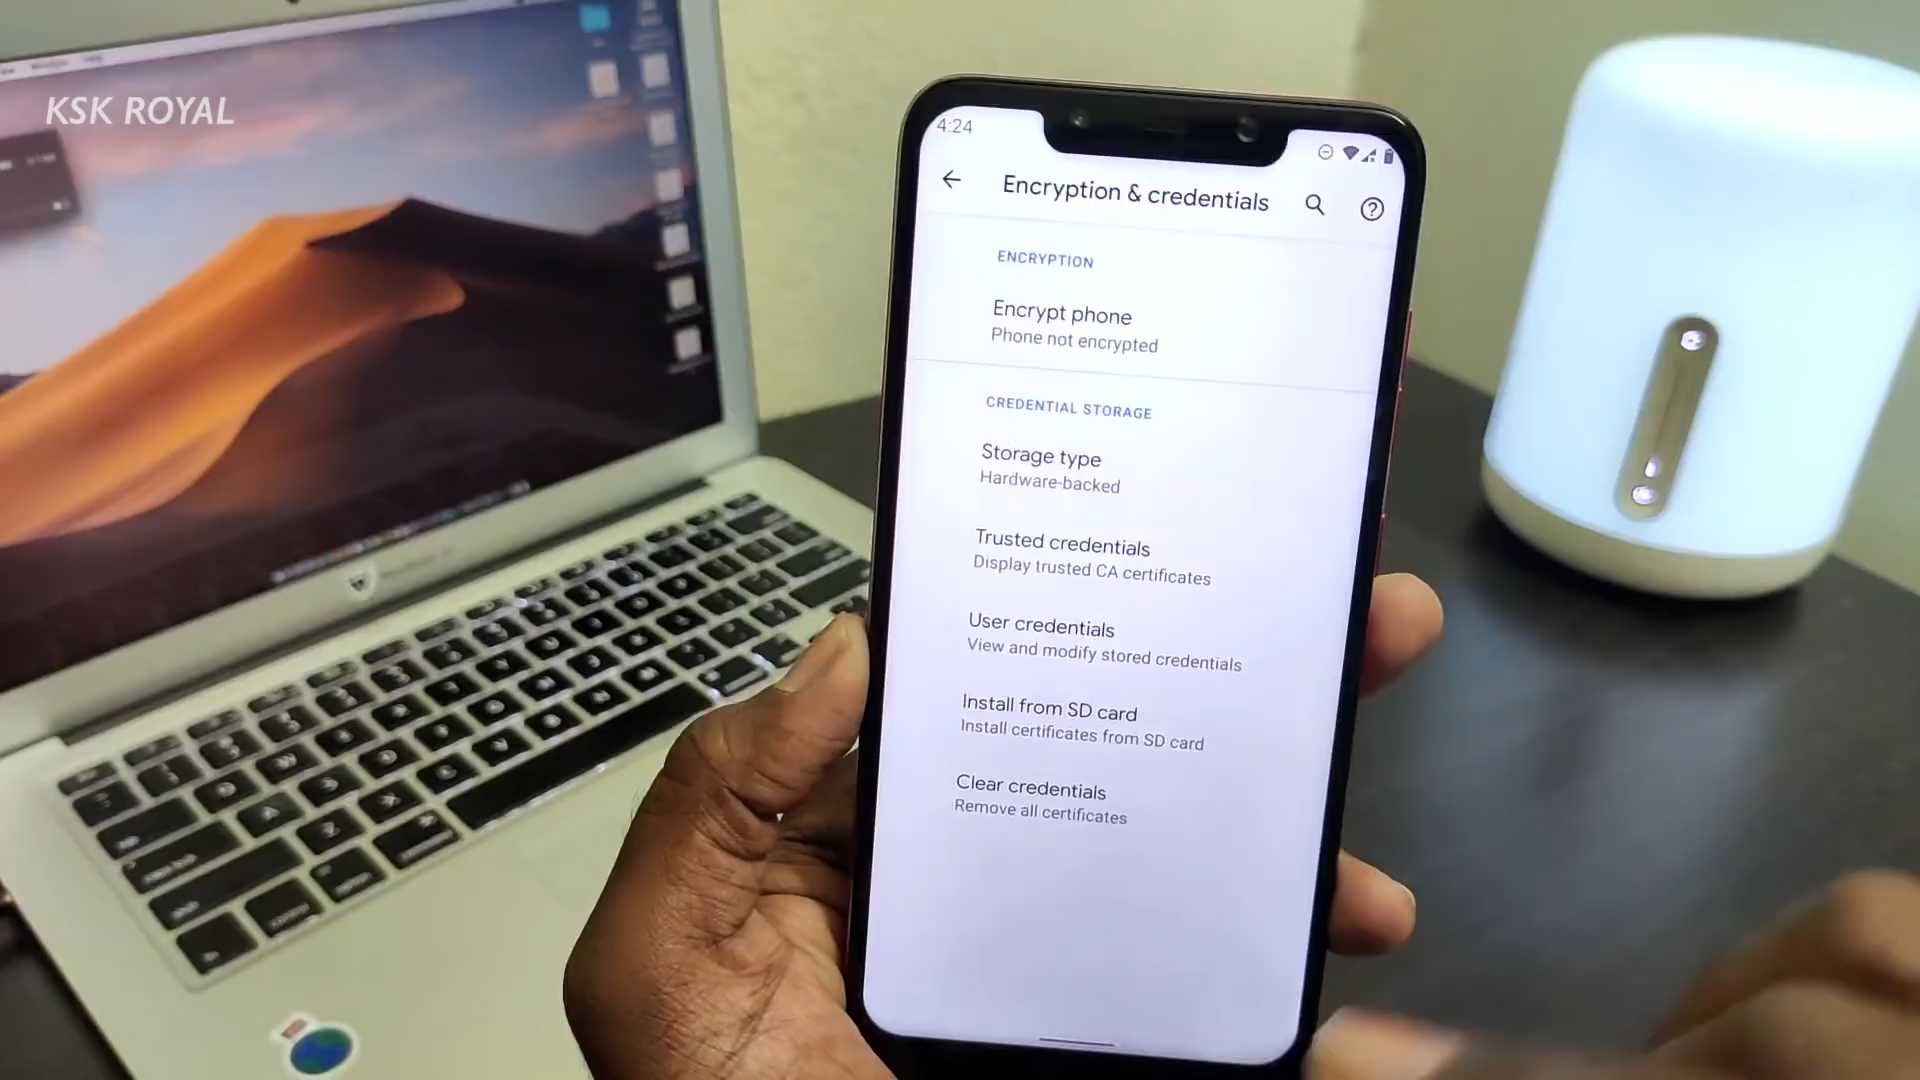 KSK ROYAL
4:24
Encryption & credentials
ENCRYPTION
Encrypt phone
Phone not encrypted
CREDENTIAL STORAGE
Storage type
Hardware-backed
Trusted credentials
Display trusted CA certificates
User credentials
View and modify stored credentials
Install from SD card
Install certificates from SD card
Clear credentials
Remove all certificates